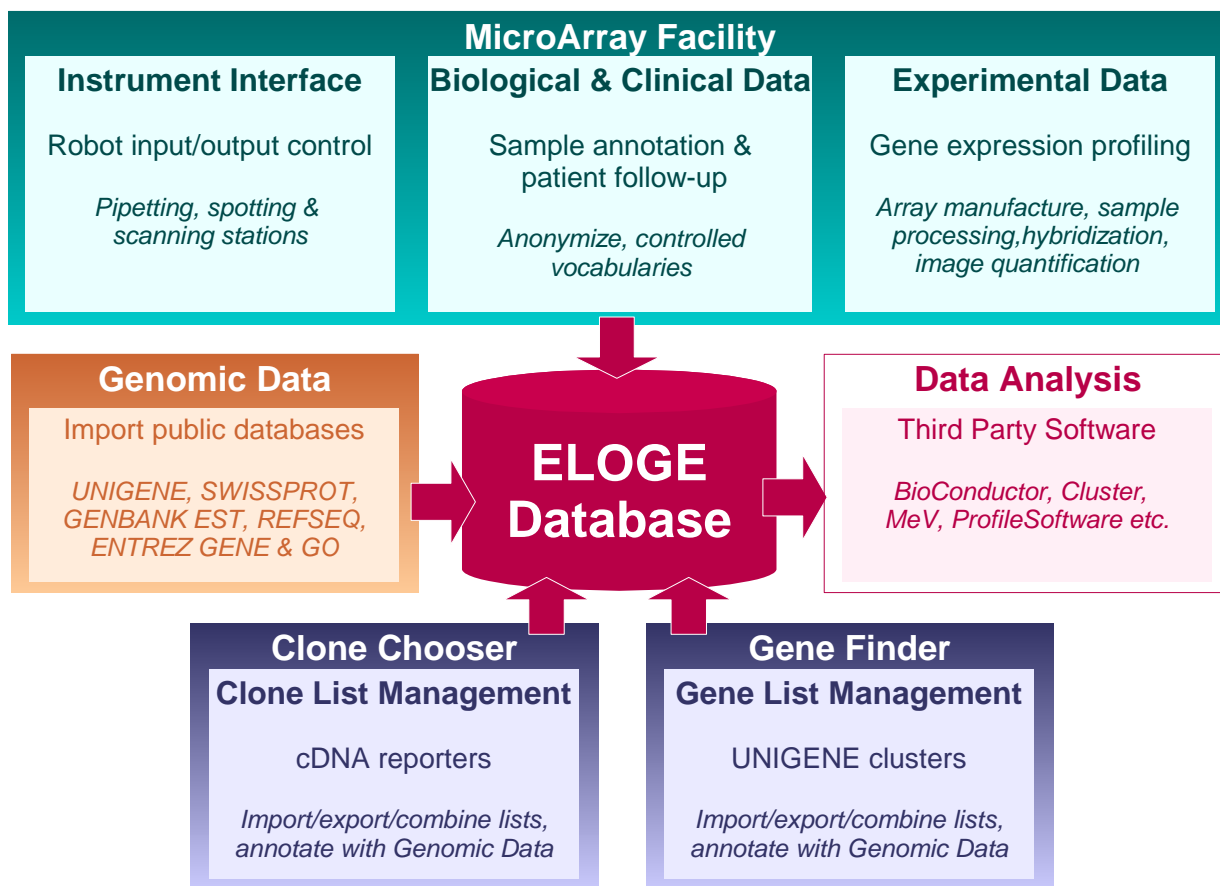 MicroArray Facility
Instrument Interface
Robot input/output control
Pipetting, spotting &
scanning stations
Biological & Clinical Data
Sample annotation &
patient follow-up
Anonymize, controlled
vocabularies
Experimental Data
Gene expression profiling
Array manufacture, sample
processing,hybridization,
image quantification
Genomic Data
Import public databases
UNIGENE, SWISSPROT,
GENBANK EST, REFSEQ,
ENTREZ GENE & GO
ELOGE
Database
Data Analysis
Third Party Software
BioConductor, Cluster,
MeV, ProfileSoftware etc.
Clone Chooser
Clone List Management
cDNA reporters
Import/export/combine lists,
annotate with Genomic Data
Gene Finder
Gene List Management
UNIGENE clusters
Import/export/combine lists,
annotate with Genomic Data